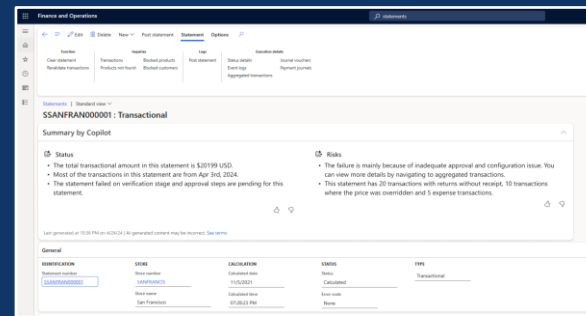 Finance and Operations
statements
Edit Delete New Post statement Statement Options
Function Inquiries Logs Execution details
Clear statement Transactions Blocked products Post statement Status details Journal vouchers
Revalidate transactions Products not found Blocked customers Event logs Payment journals
Aggregated transactions
Statements | Standard view
SSANFRAN000001 : Transactional
Summary by Copilot
Status
• The total transactional amount in this statement is $20199 USD.
• Most of the transactions in this statement are from Apr 3rd, 2024.
• The statement failed on verification stage and approval steps are pending for this
statement.
Risks
• The failure is mainly because of inadequate approval and configuration issue. You
can view more details by navigating to aggregated transactions.
• This statement has 20 transactions with returns without receipt, 10 transactions
where the price was overridden and 5 expense transactions.
Last generated at 10:36 PM on 4/24/24 | AI generated content may be incorrect. See terms
General
IDENTIFICATION STORE CALCULATION STATUS TYPE
Statement number Store number Calculated date Status Transactional
SSANFRAN000001 SANFRANCIS 11/5/2021 Calculated
Store name Calculated time Error code
San Francisco 07:28:23 PM None